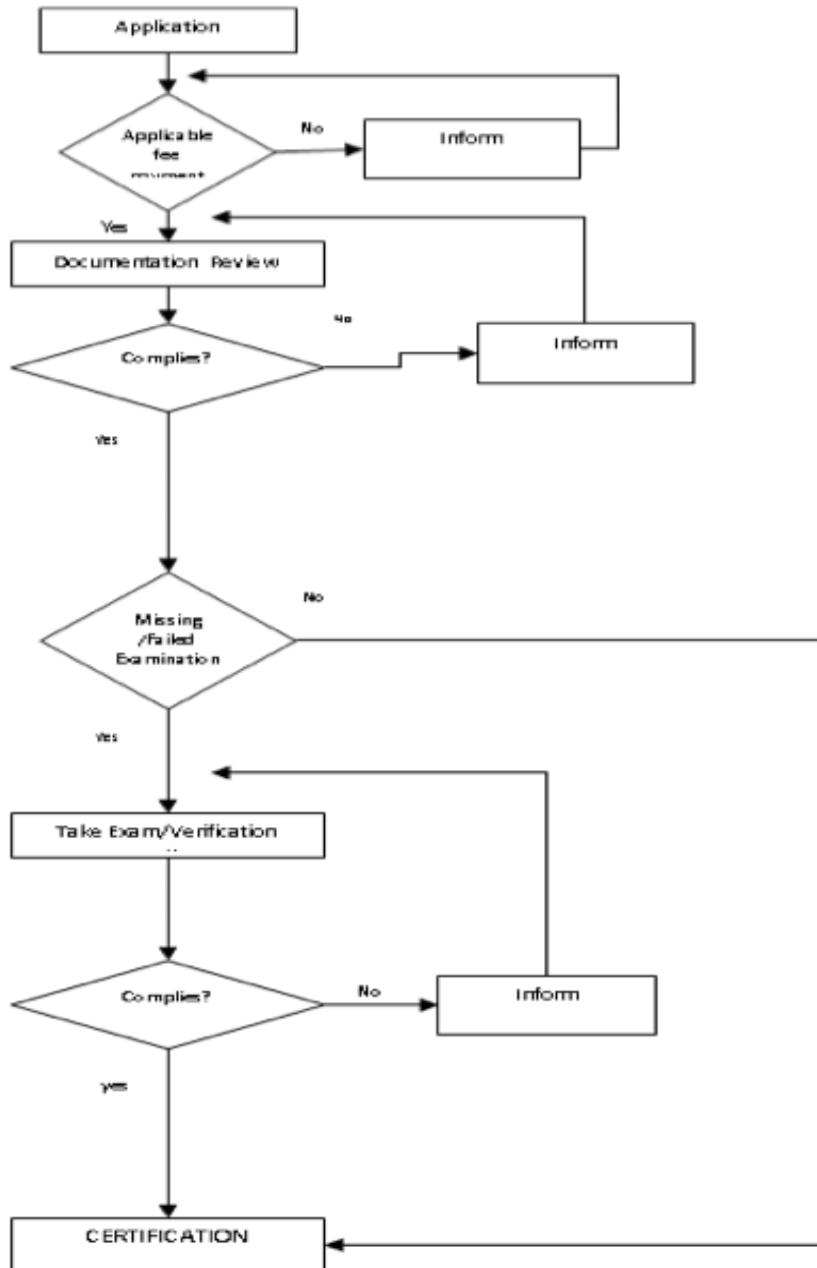 Application
No
Inform
Applicable
fee
Yes
Documentation Review
No
Inform
Complies?
Yes
No
Missing
/Failed
Examination
Yes
Take Exam/Verification
Complies?
No
Inform
yes
CERTIFICATION